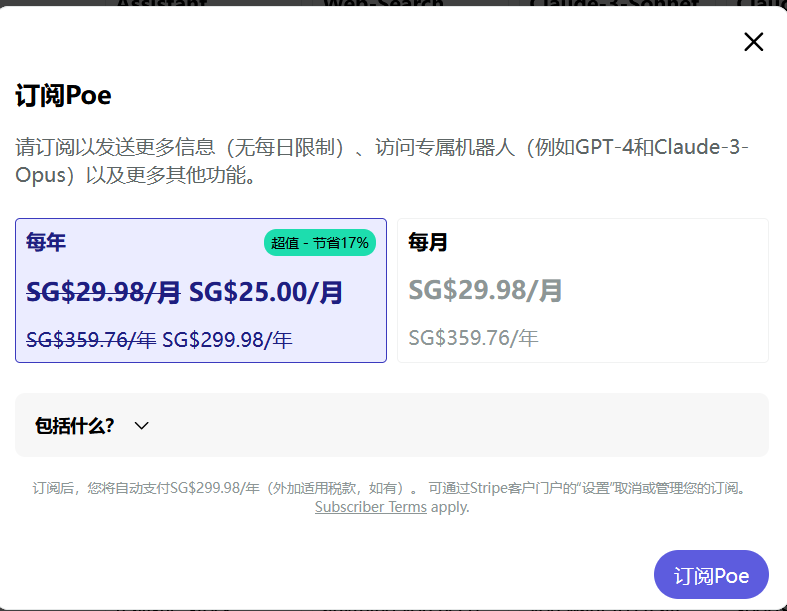 Assistant Web-Search Claude-3-Sonnet
订阅Poe
请订阅以发送更多信息（无每日限制）、访问专属机器人（例如GPT-4和Claude-3-
Opus）以及更多其他功能。
每年 超值 - 节省17%
SG$29.98/月 SG$25.00/月
SG$359.76/年 SG$299.98/年
每月
SG$29.98/月
SG$359.76/年
包括什么？
订阅后，您将自动支付SG$299.98/年（外加适用税款，如有）。 可通过Stripe客户门户的“设置”取消或管理您的订阅。
Subscriber Terms apply.
订阅Poe